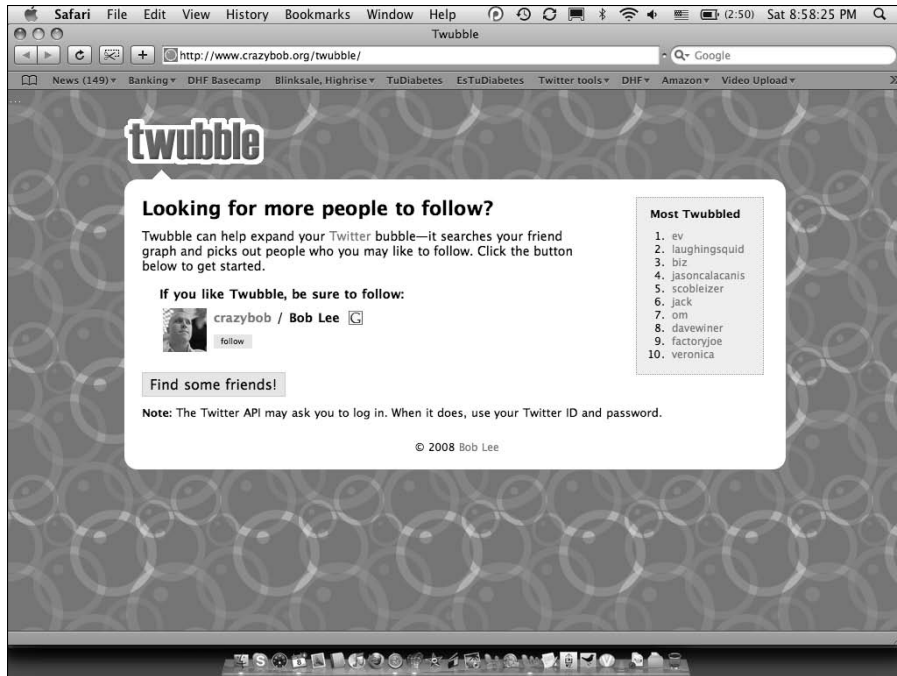 Safari File Edit View History Bookmarks Window Help (2:50) Sat 8:58:25 PM
Twubble
http://www.crazybob.org/twubble/ Google
News (149) Banking DHF Basecamp Blinksale, Highrise TuDiabetes EsTuDiabetes Twitter tools DHF Amazon Video Upload
...
twubble
Looking for more people to follow?
Twubble can help expand your Twitter bubble—it searches your friend
graph and picks out people who you may like to follow. Click the button
below to get started.
If you like Twubble, be sure to follow:
crazybob / Bob Lee G
follow
Find some friends!
Note: The Twitter API may ask you to log in. When it does, use your Twitter ID and password.
© 2008 Bob Lee
Most Twubbled
1. ev
2. laughingsquid
3. biz
4. jasoncalacanis
5. scobleizer
6. jack
7. om
8. davewiner
9. factoryjoe
10. veronica